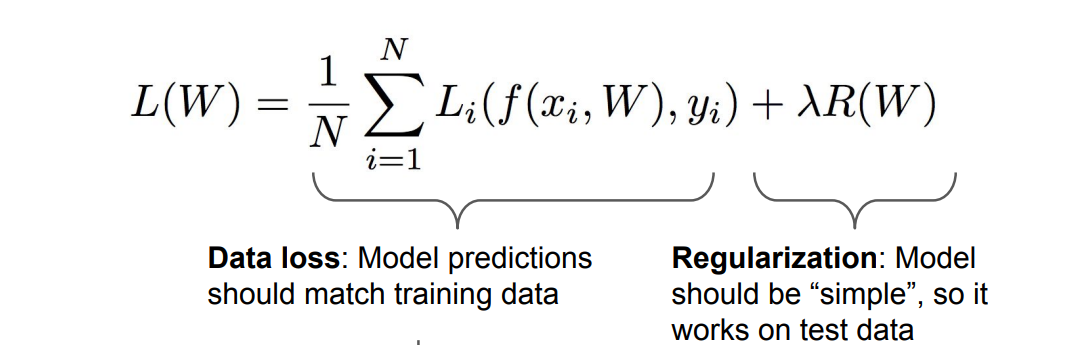 L(W) = \frac{1}{N} \sum_{i=1}^{N} L_i(f(x_i, W), y_i) + λR(W)
Data loss: Model predictions
should match training data
Regularization: Model
should be “simple”, so it
works on test data